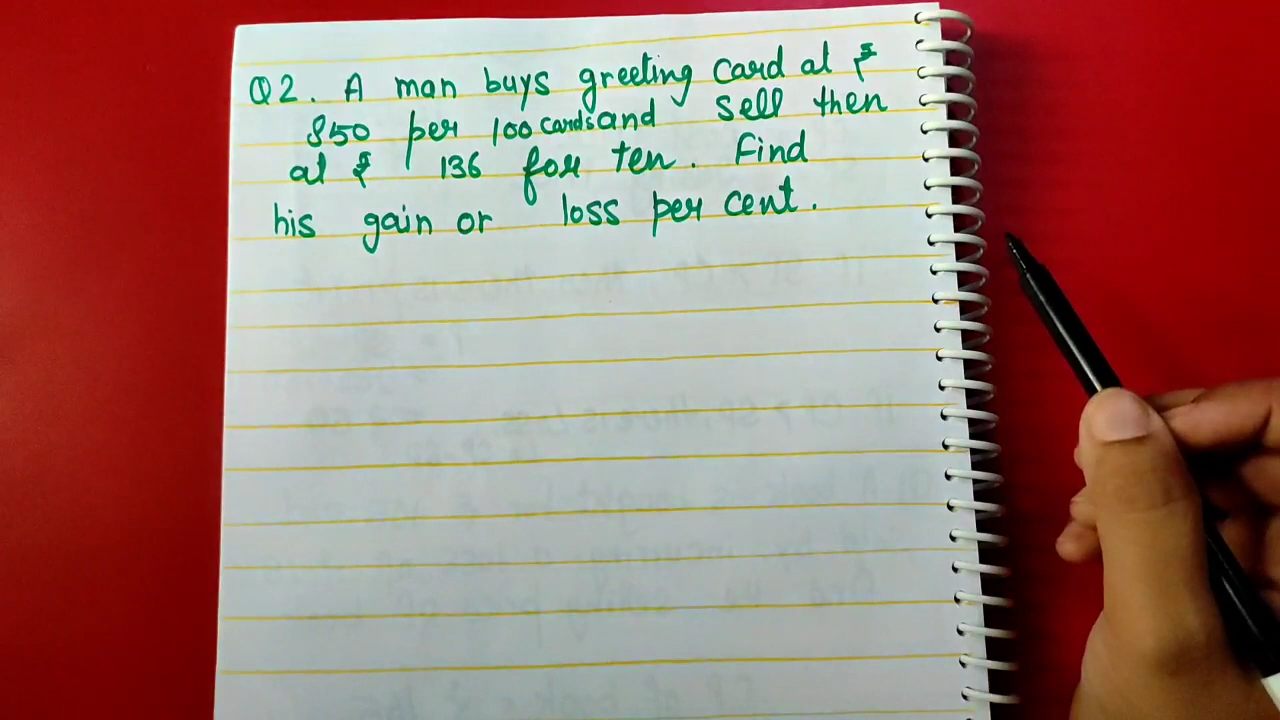 Q2. A man buys greeting card at ₹
850 per 100 cards and sell then
at ₹ 136 for ten. Find
his gain or loss per cent.